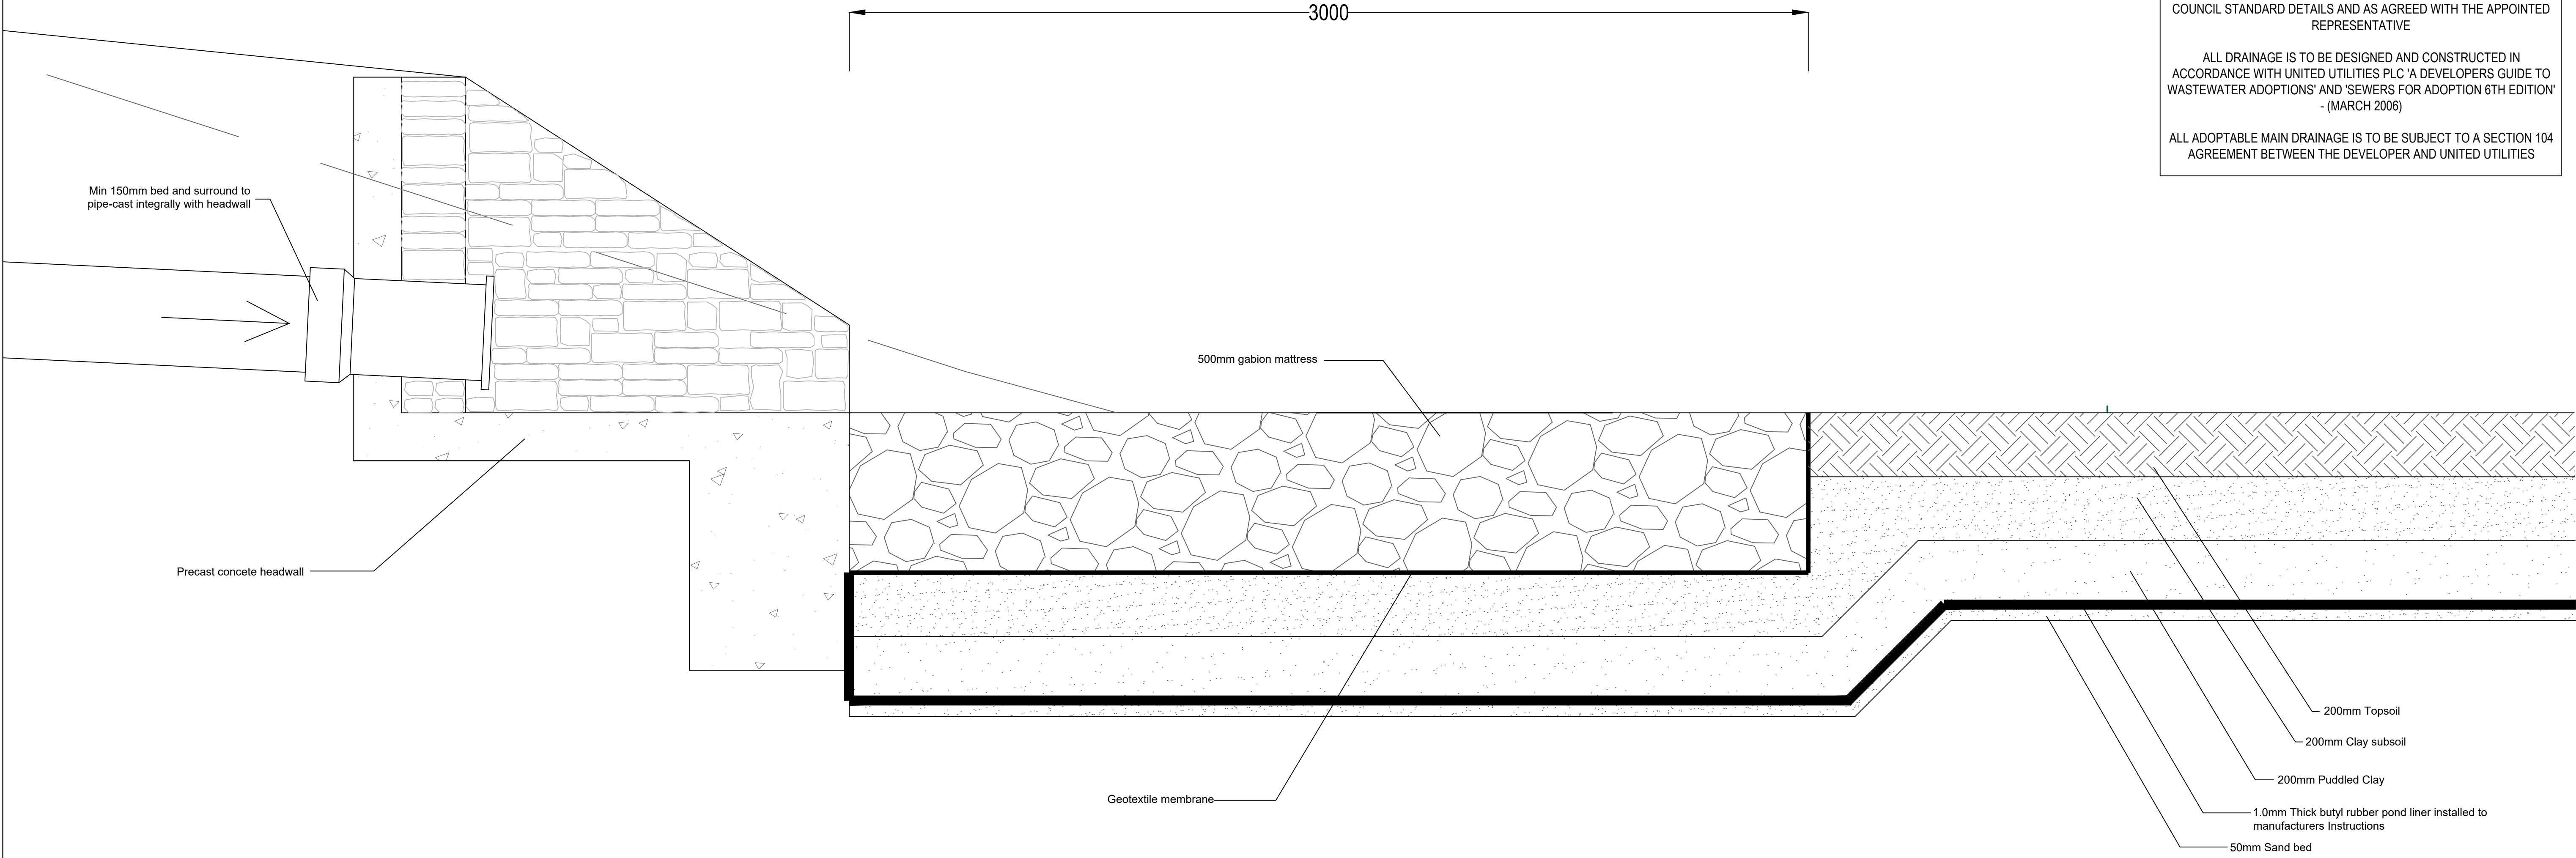 3000
COUNCIL STANDARD DETAILS AND AS AGREED WITH THE APPOINTED
REPRESENTATIVE
ALL DRAINAGE IS TO BE DESIGNED AND CONSTRUCTED IN
ACCORDANCE WITH UNITED UTILITIES PLC 'A DEVELOPERS GUIDE TO
WASTEWATER ADOPTIONS' AND 'SEWERS FOR ADOPTION 6TH EDITION'
- (MARCH 2006)
ALL ADOPTABLE MAIN DRAINAGE IS TO BE SUBJECT TO A SECTION 104
AGREEMENT BETWEEN THE DEVELOPER AND UNITED UTILITIES
Min 150mm bed and surround to
pipe-cast integrally with headwall
500mm gabion mattress
Precast concete headwall
Geotextile membrane
200mm Topsoil
200mm Clay subsoil
200mm Puddled Clay
1.0mm Thick butyl rubber pond liner installed to
manufacturers Instructions
50mm Sand bed